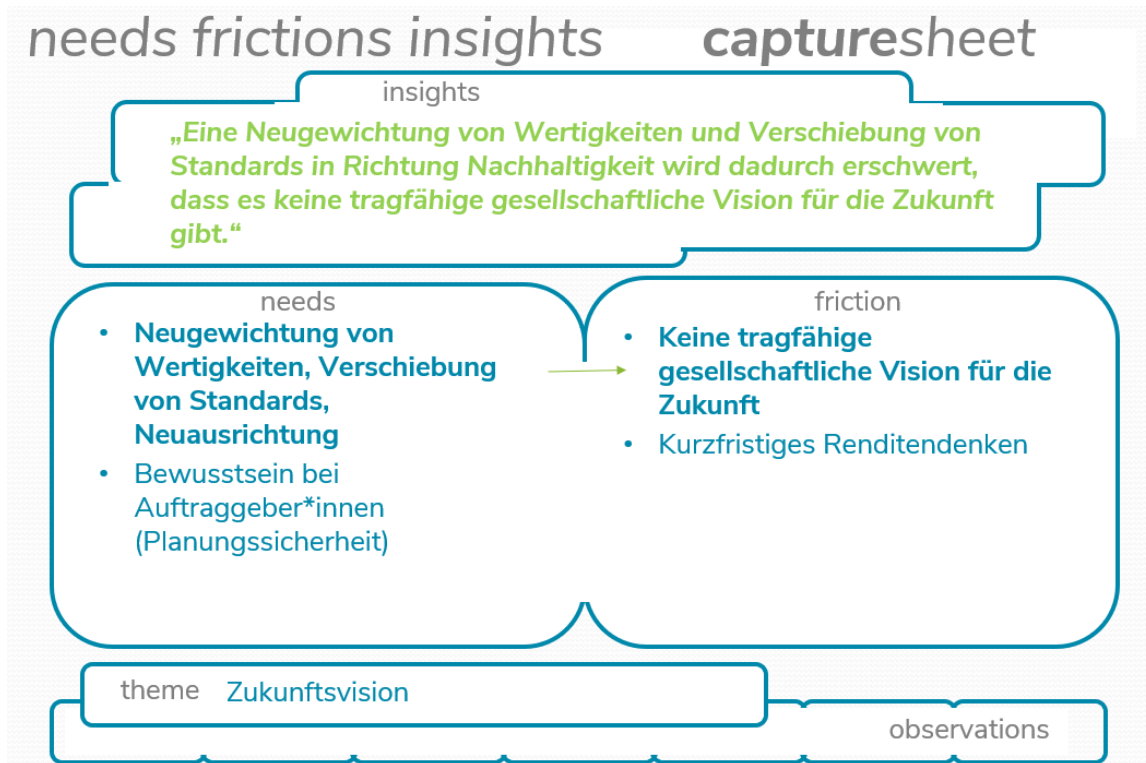 needs frictions insights capturesheet
insights
„Eine Neugewichtung von Wertigkeiten und Verschiebung von
Standards in Richtung Nachhaltigkeit wird dadurch erschwert,
dass es keine tragfähige gesellschaftliche Vision für die Zukunft
gibt.“
needs
• Neugewichtung von
Wertigkeiten, Verschiebung
von Standards,
Neuausrichtung
• Bewusstsein bei
Auftraggeber*innen
(Planungssicherheit)
friction
• Keine tragfähige
gesellschaftliche Vision für die
Zukunft
• Kurzfristiges Renditendenken
theme Zukunftsvision
observations